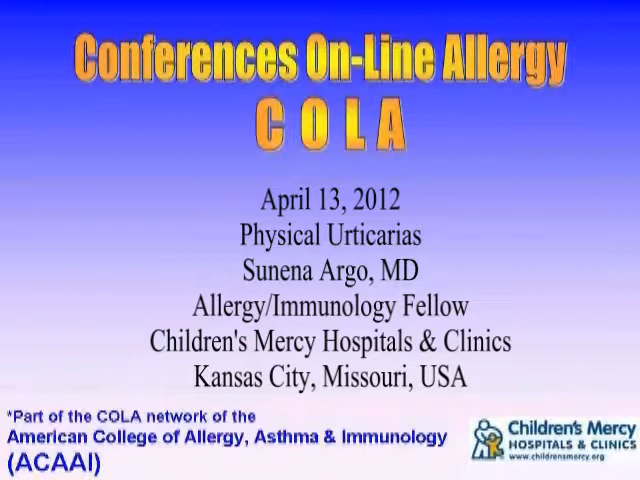 Conferences On-Line Allergy
C O L A
April 13, 2012
Physical Urticarias
Sunena Argo, MD
Allergy/Immunology Fellow
Children's Mercy Hospitals & Clinics
Kansas City, Missouri, USA
*Part of the COLA network of the
American College of Allergy, Asthma & Immunology
(ACAAI)
Children's Mercy
HOSPITALS & CLINICS
www.childrensmercy.org